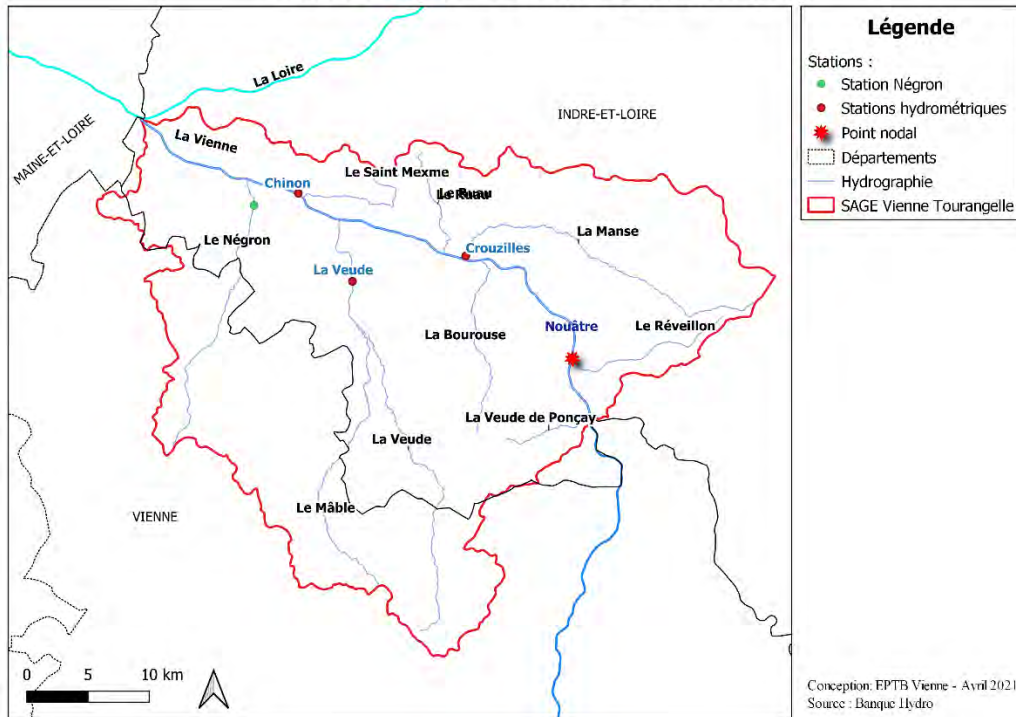 La Loire
MAINE-ET-LOIRE
INDRE-ET-LOIRE
La Vienne
Le Saint Mexme
Chinon
Le Ruau
Le Négron
La Manse
Crouzilles
La Veude
La Bourouse
Nouâtre
Le Réveillon
La Veude de Ponçay
La Veude
Le Mâble
VIENNE
0 5 10 km
Légende
Stations :
Station Négron
Stations hydrométriques
Point nodal
Départements
Hydrographie
SAGE Vienne Tourangelle
Conception: EPTB Vienne - Avril 2021
Source : Banque Hydro